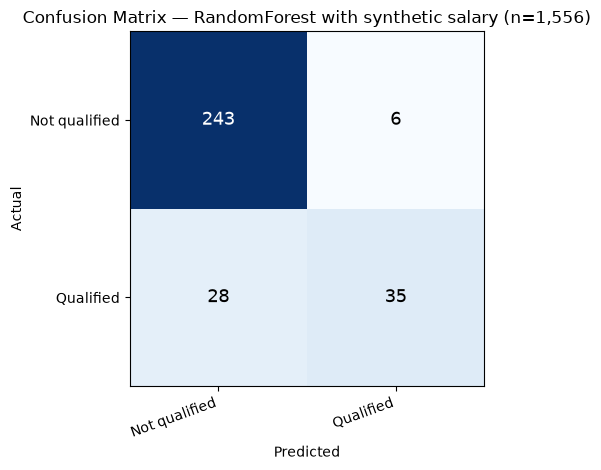 Confusion Matrix — RandomForest with synthetic salary (n=1,556)
Not qualified
243
6
Actual
Qualified
28
35
Not qualified
Qualified
Predicted